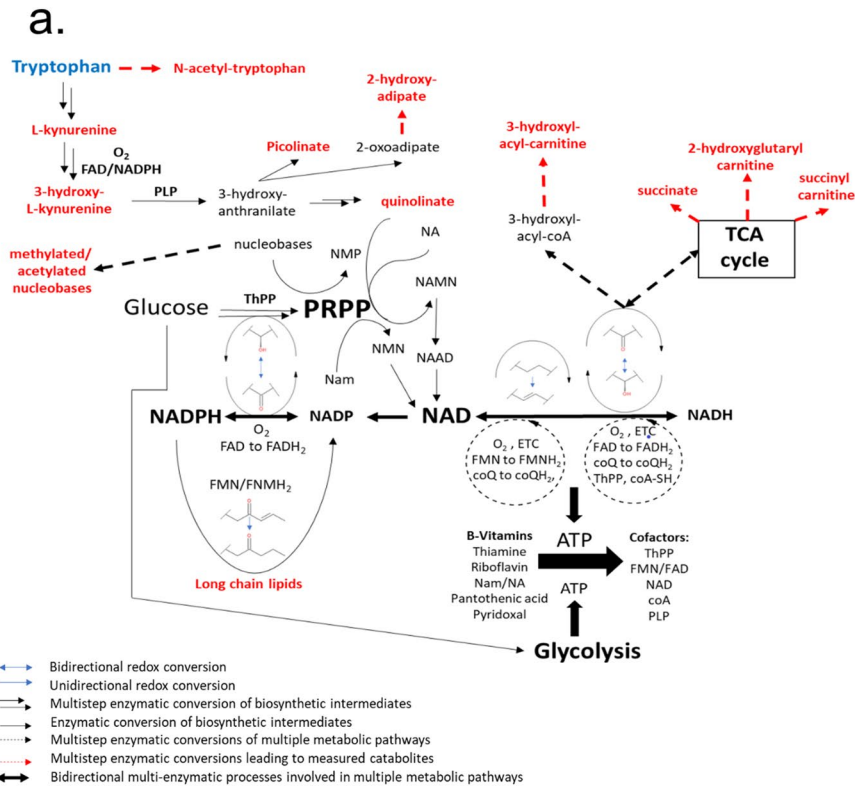 a.
Tryptophan
N-acetyl-tryptophan
2-hydroxy-
adipate
L-kynurenine
O2
FAD/NADPH
Picolinate
2-oxoadipate
3-hydroxyl-
acyl-carnitine
2-hydroxyglutaryl
carnitine
succinate
succinyl
carnitine
3-hydroxy-
L-kynurenine
PLP
3-hydroxy-
anthranilate
quinolinate
3-hydroxyl-
acyl-coA
TCA
cycle
methylated/
acetylated
nucleobases
nucleobases
NMP
NA
NAMN
Glucose
ThPP
PRPP
NMN
NAAD
Nam
OH
O
O
OH
NADPH
NADP
NAD
NADH
O2
FAD to FADH2
O2 , ETC
FMN to FMNH2
coQ to coQH2,
O2 , ETC
FAD to FADH2
coQ to coQH2
ThPP, coA-SH
FMN/FNMH2
O
O
Long chain lipids
B-Vitamins
Thiamine
Riboflavin
Nam/NA
Pantothenic acid
Pyridoxal
ATP
ATP
Cofactors:
ThPP
FMN/FAD
NAD
coA
PLP
Glycolysis
Bidirectional redox conversion
Unidirectional redox conversion
Multistep enzymatic conversion of biosynthetic intermediates
Enzymatic conversion of biosynthetic intermediates
Multistep enzymatic conversions of multiple metabolic pathways
Multistep enzymatic conversions leading to measured catabolites
Bidirectional multi-enzymatic processes involved in multiple metabolic pathways